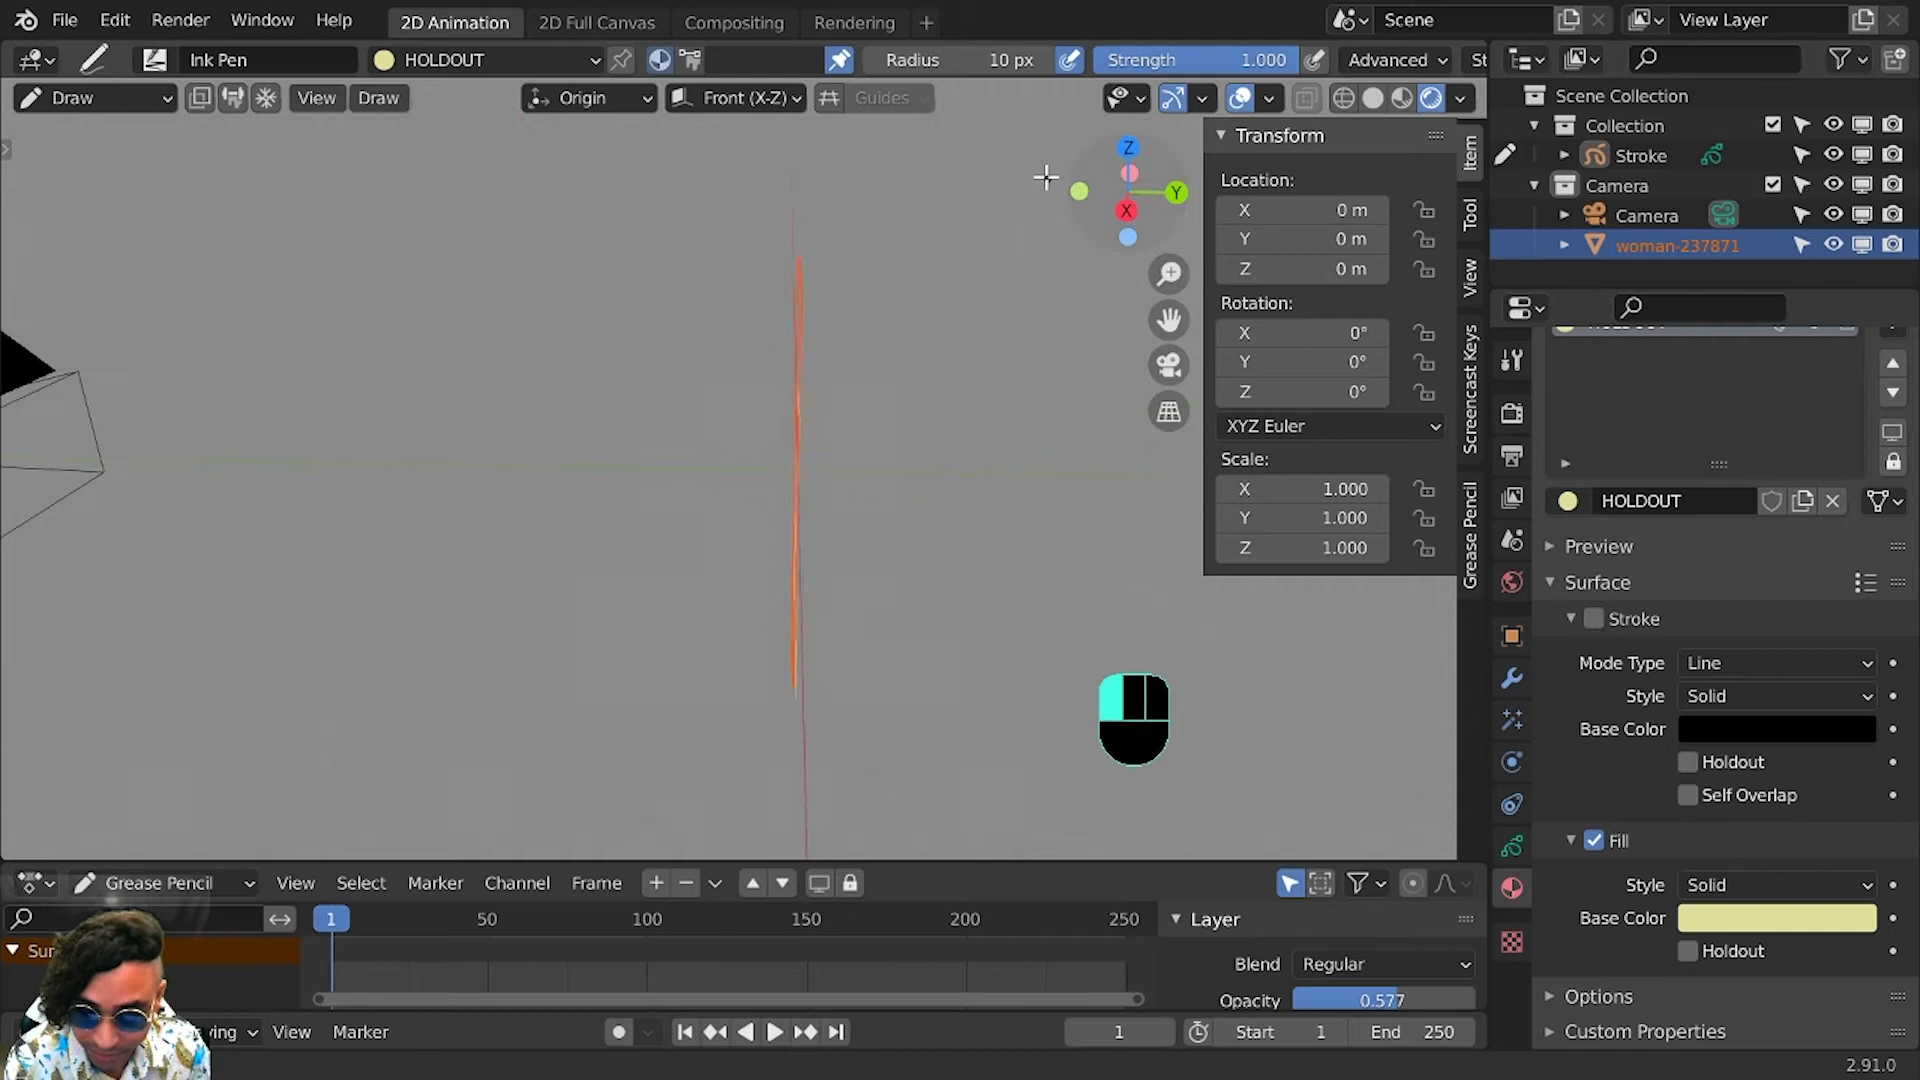 File Edit Render Window Help 2D Animation 2D Full Canvas Compositing Rendering + Scene View Layer
Ink Pen HOLDOUT Radius 10 px Strength 1.000 Advanced St
Draw View Draw Origin Front (X-Z) Guides
Scene Collection
Collection
Stroke
Camera
Camera
woman-237871
Z
Y
X
Transform
Location:
X 0 m
Y 0 m
Z 0 m
Rotation:
X 0°
Y 0°
Z 0°
XYZ Euler
Scale:
X 1.000
Y 1.000
Z 1.000
Item
Tool
View
Screencast Keys
Grease Pencil
HOLDOUT
Preview
Surface
Stroke
Mode Type Line
Style Solid
Base Color
Holdout
Self Overlap
Fill
Style Solid
Base Color
Holdout
Options
Custom Properties
Grease Pencil View Select Marker Channel Frame
1 50 100 150 200 250
Layer
Sur
Blend Regular
Opacity 0.577
ying View Marker 1 Start 1 End 250
2.91.0